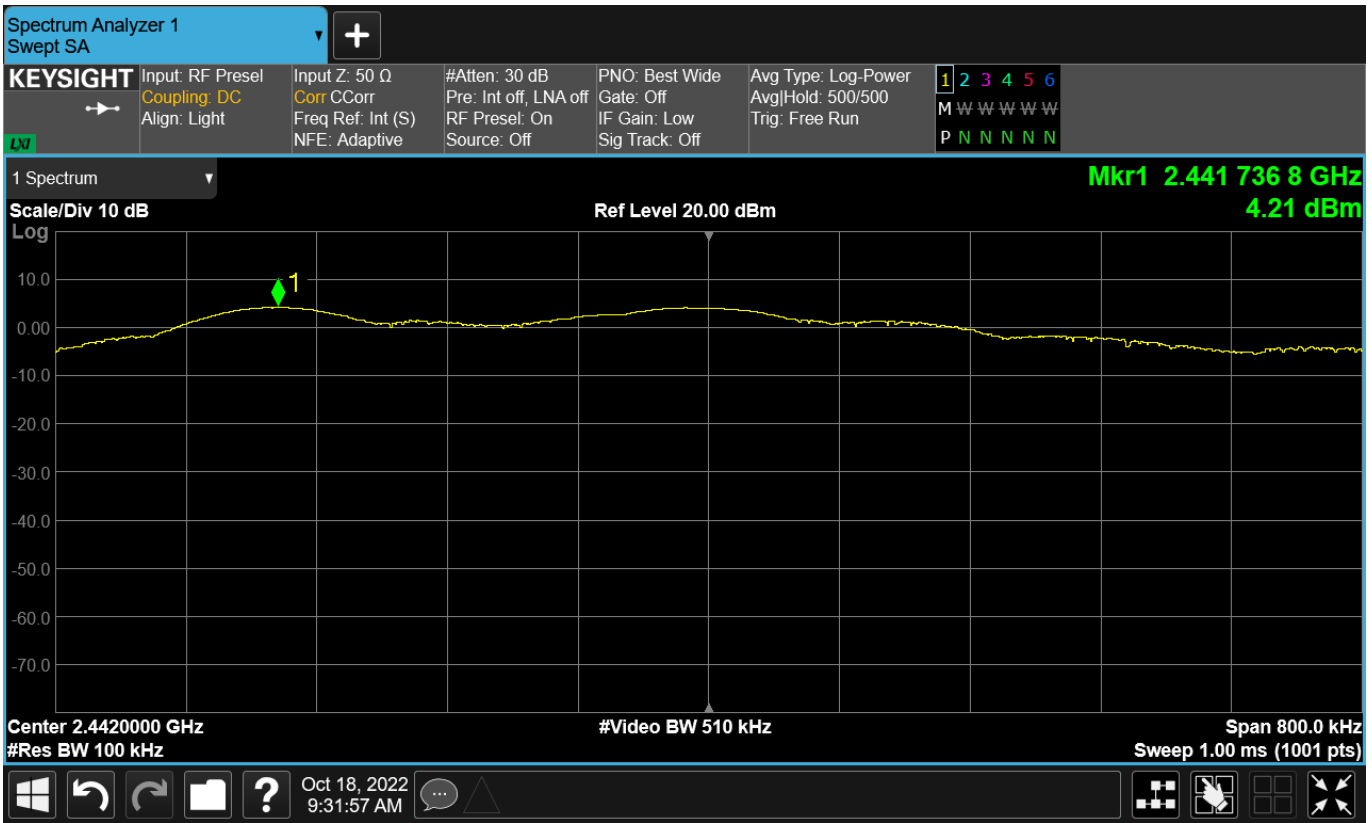 Spectrum Analyzer 1
Swept SA
KEYSIGHT
LXI
Input: RF Presel
Coupling: DC
Align: Light
Input Z: 50 Ω
Corr CCorr
Freq Ref: Int (S)
NFE: Adaptive
#Atten: 30 dB
Pre: Int off, LNA off
RF Presel: On
Source: Off
PNO: Best Wide
Gate: Off
IF Gain: Low
Sig Track: Off
Avg Type: Log-Power
Avg|Hold: 500/500
Trig: Free Run
1 2 3 4 5 6
M W W W W W
P N N N N N
1 Spectrum
Mkr1 2.441 736 8 GHz
Scale/Div 10 dB
Ref Level 20.00 dBm
4.21 dBm
Log
1
10.0
0.00
-10.0
-20.0
-30.0
-40.0
-50.0
-60.0
-70.0
Center 2.4420000 GHz
#Video BW 510 kHz
Span 800.0 kHz
#Res BW 100 kHz
Sweep 1.00 ms (1001 pts)
?
Oct 18, 2022
9:31:57 AM